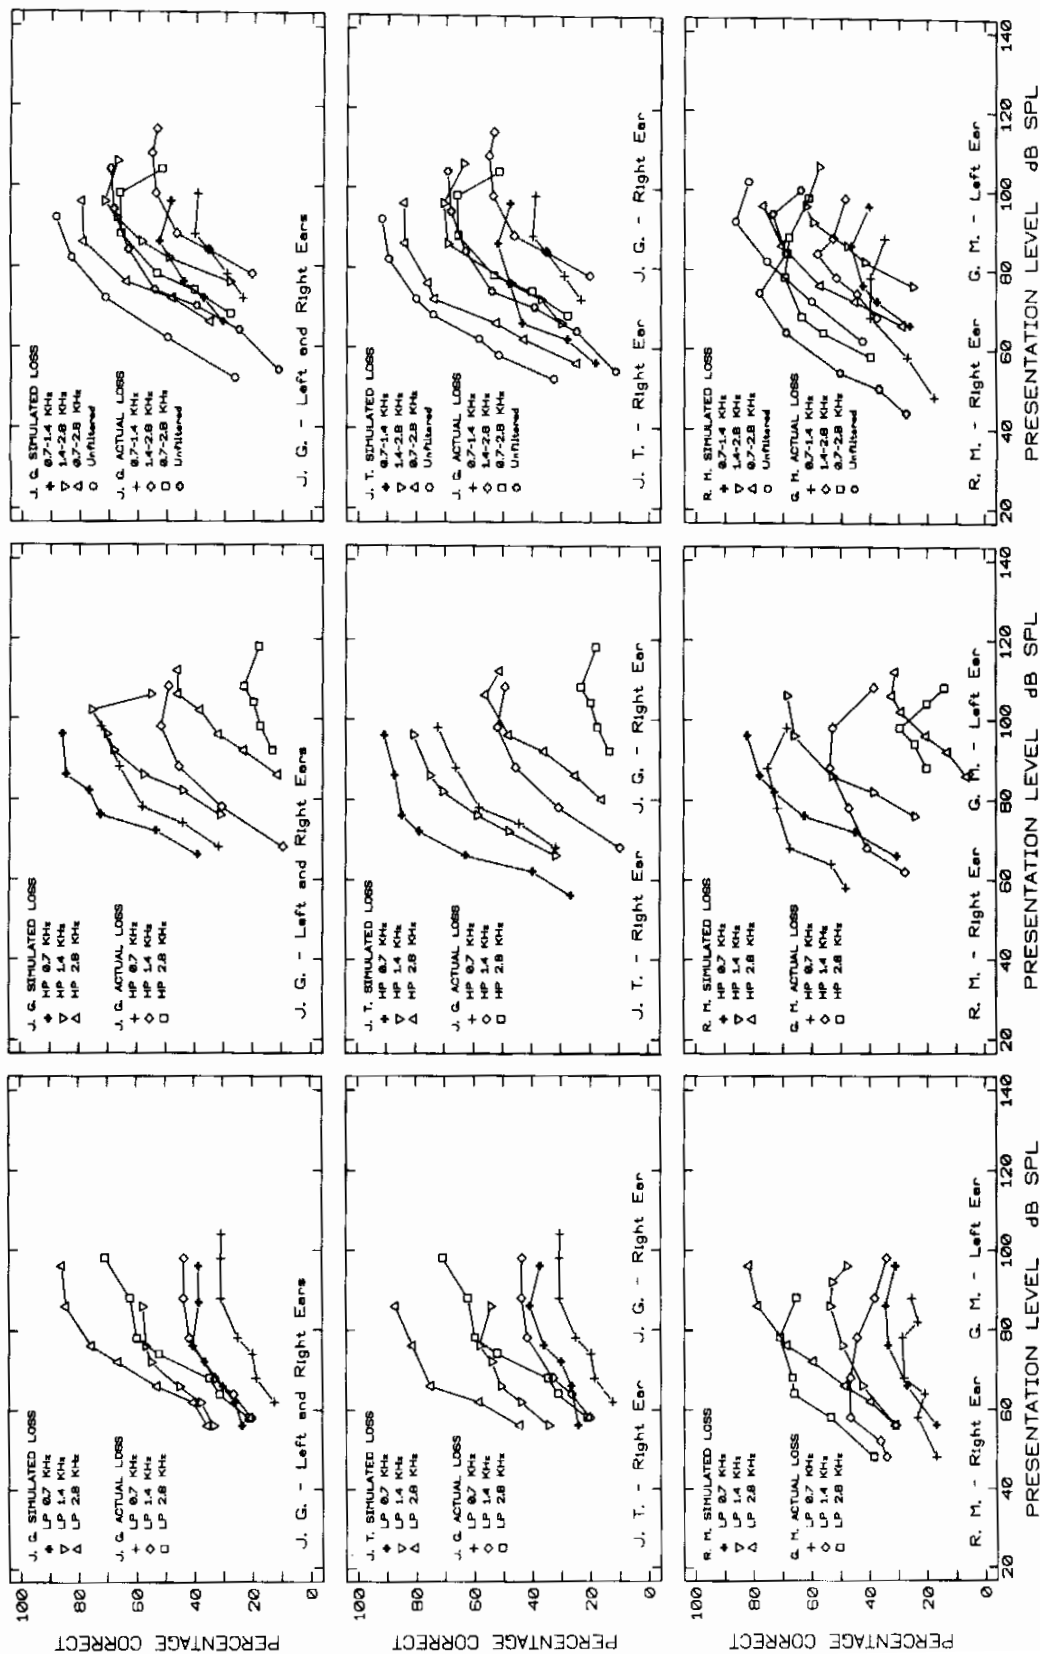 PERCENTAGE CORRECT
100
80
60
40
20
0
J. G. SIMULATED LOSS
LP 0.7 KHz
LP 1.4 KHz
LP 2.8 KHz
J. G. ACTUAL LOSS
LP 0.7 KHz
LP 1.4 KHz
LP 2.8 KHz
J. G. - Left and Right Ears
J. G. SIMULATED LOSS
HP 0.7 KHz
HP 1.4 KHz
HP 2.8 KHz
J. G. ACTUAL LOSS
HP 0.7 KHz
HP 1.4 KHz
HP 2.8 KHz
J. G. - Left and Right Ears
J. G. SIMULATED LOSS
0.7-1.4 KHz
1.4-2.8 KHz
0.7-2.8 KHz
Unfiltered
J. G. ACTUAL LOSS
0.7-1.4 KHz
1.4-2.8 KHz
0.7-2.8 KHz
Unfiltered
J. G. - Left and Right Ears
PERCENTAGE CORRECT
100
80
60
40
20
0
J. T. SIMULATED LOSS
LP 0.7 KHz
LP 1.4 KHz
LP 2.8 KHz
J. G. ACTUAL LOSS
LP 0.7 KHz
LP 1.4 KHz
LP 2.8 KHz
J. T. - Right Ear J. G. - Right Ear
J. T. SIMULATED LOSS
HP 0.7 KHz
HP 1.4 KHz
HP 2.8 KHz
J. G. ACTUAL LOSS
HP 0.7 KHz
HP 1.4 KHz
HP 2.8 KHz
J. T. - Right Ear J. G. - Right Ear
J. T. SIMULATED LOSS
0.7-1.4 KHz
1.4-2.8 KHz
0.7-2.8 KHz
Unfiltered
J. G. ACTUAL LOSS
0.7-1.4 KHz
1.4-2.8 KHz
0.7-2.8 KHz
Unfiltered
J. T. - Right Ear J. G. - Right Ear
PERCENTAGE CORRECT
100
80
60
40
20
0
R. M. SIMULATED LOSS
LP 0.7 KHz
LP 1.4 KHz
LP 2.8 KHz
G. M. ACTUAL LOSS
LP 0.7 KHz
LP 1.4 KHz
LP 2.8 KHz
R. M. - Right Ear G. M. - Left Ear
R. M. SIMULATED LOSS
HP 0.7 KHz
HP 1.4 KHz
HP 2.8 KHz
G. M. ACTUAL LOSS
HP 0.7 KHz
HP 1.4 KHz
HP 2.8 KHz
R. M. - Right Ear G. M. - Left Ear
R. M. SIMULATED LOSS
0.7-1.4 KHz
1.4-2.8 KHz
0.7-2.8 KHz
Unfiltered
G. M. ACTUAL LOSS
0.7-1.4 KHz
1.4-2.8 KHz
0.7-2.8 KHz
Unfiltered
R. M. - Right Ear G. M. - Left Ear
20 40 60 80 100 120 140
PRESENTATION LEVEL dB SPL
20 40 60 80 100 120 140
PRESENTATION LEVEL dB SPL
20 40 60 80 100 120 140
PRESENTATION LEVEL dB SPL